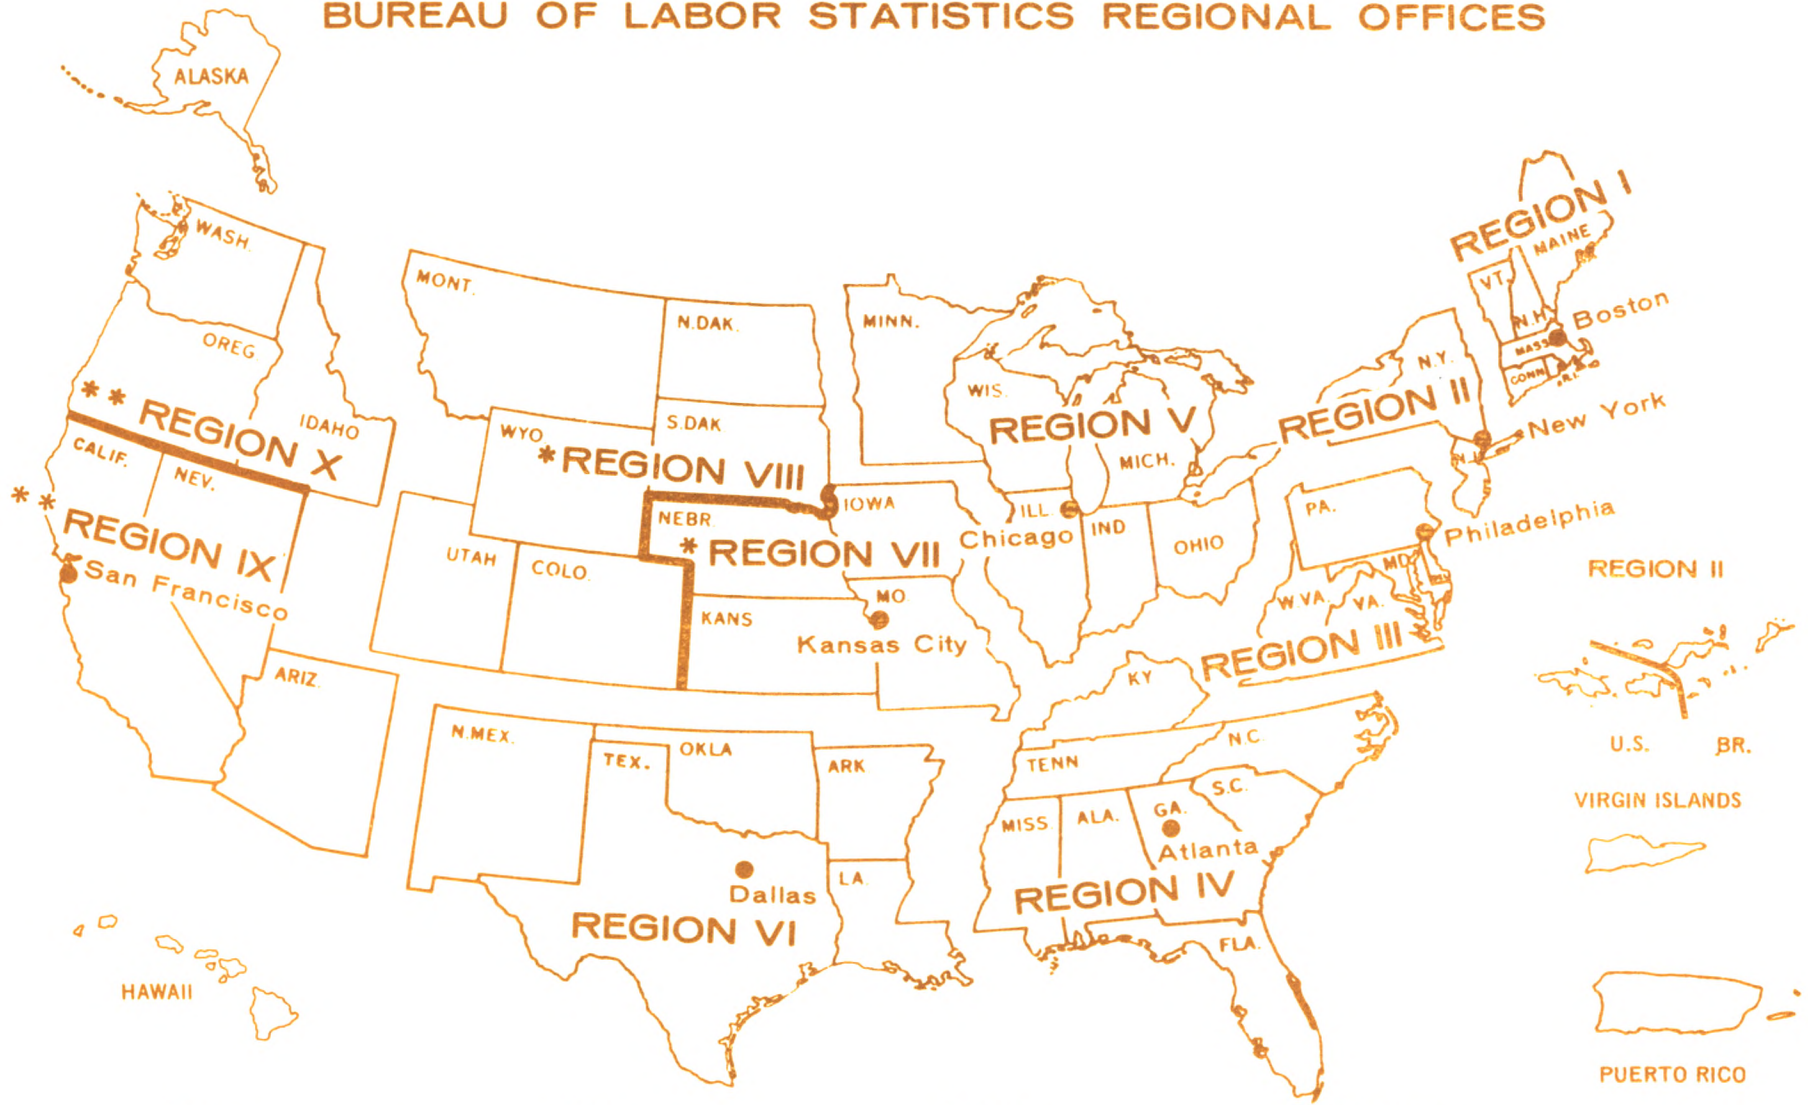 BUREAU OF LABOR STATISTICS REGIONAL OFFICES
ALASKA
WASH.
OREG.
** REGION X
IDAHO
CALIF.
NEV.
** REGION IX
San Francisco
MONT.
N.DAK.
S.DAK
WYO.
*REGION VIII
UTAH
COLO.
NEBR.
* REGION VII
IOWA
KANS
MO
Kansas City
MINN.
WIS.
REGION V
MICH.
ILL.
Chicago
IND
OHIO
REGION I
MAINE
VT.
N.H.
Boston
MASS
CONN
R.I.
N.Y.
REGION II
New York
N.J.
PA.
Philadelphia
MD
DEL
W.VA.
VA.
REGION III
KY
TENN
N.C.
S.C.
MISS.
ALA.
GA.
Atlanta
REGION IV
FLA.
ARIZ.
N.MEX.
TEX.
OKLA
ARK
LA.
Dallas
REGION VI
HAWAII
REGION II
U.S. BR.
VIRGIN ISLANDS
PUERTO RICO